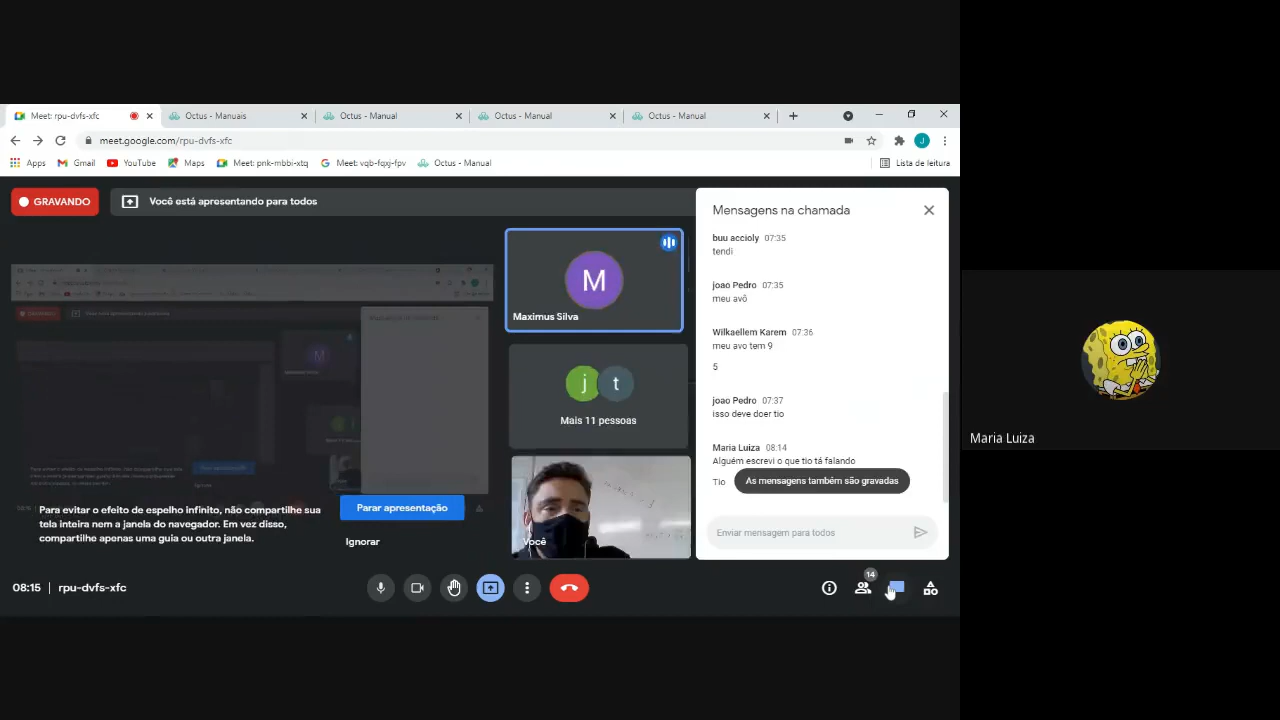 Meet: rpu-dvfs-xfc
Octus - Manuais
Octus - Manual
Octus - Manual
Octus - Manual
meet.google.com/rpu-dvfs-xfc
J
Apps
Gmail
YouTube
Maps
Meet: pnk-mbbi-xtq
Meet: vqb-fqxj-fpv
Octus - Manual
Lista de leitura
GRAVANDO
Você está apresentando para todos
M
Maximus Silva
j
t
Mais 11 pessoas
Você
Mensagens na chamada
buu accioly 07:35
tendi
joao Pedro 07:35
meu avô
Wilkaellem Karem 07:36
meu avo tem 9
5
joao Pedro 07:37
isso deve doer tio
Maria Luiza 08:14
Alguém escrevi o que tio tá falando
Tio
As mensagens também são gravadas
Enviar mensagem para todos
Para evitar o efeito de espelho infinito, não compartilhe sua
tela inteira nem a janela do navegador. Em vez disso,
compartilhe apenas uma guia ou outra janela.
Parar apresentação
Ignorar
08:15 | rpu-dvfs-xfc
14
Maria Luiza